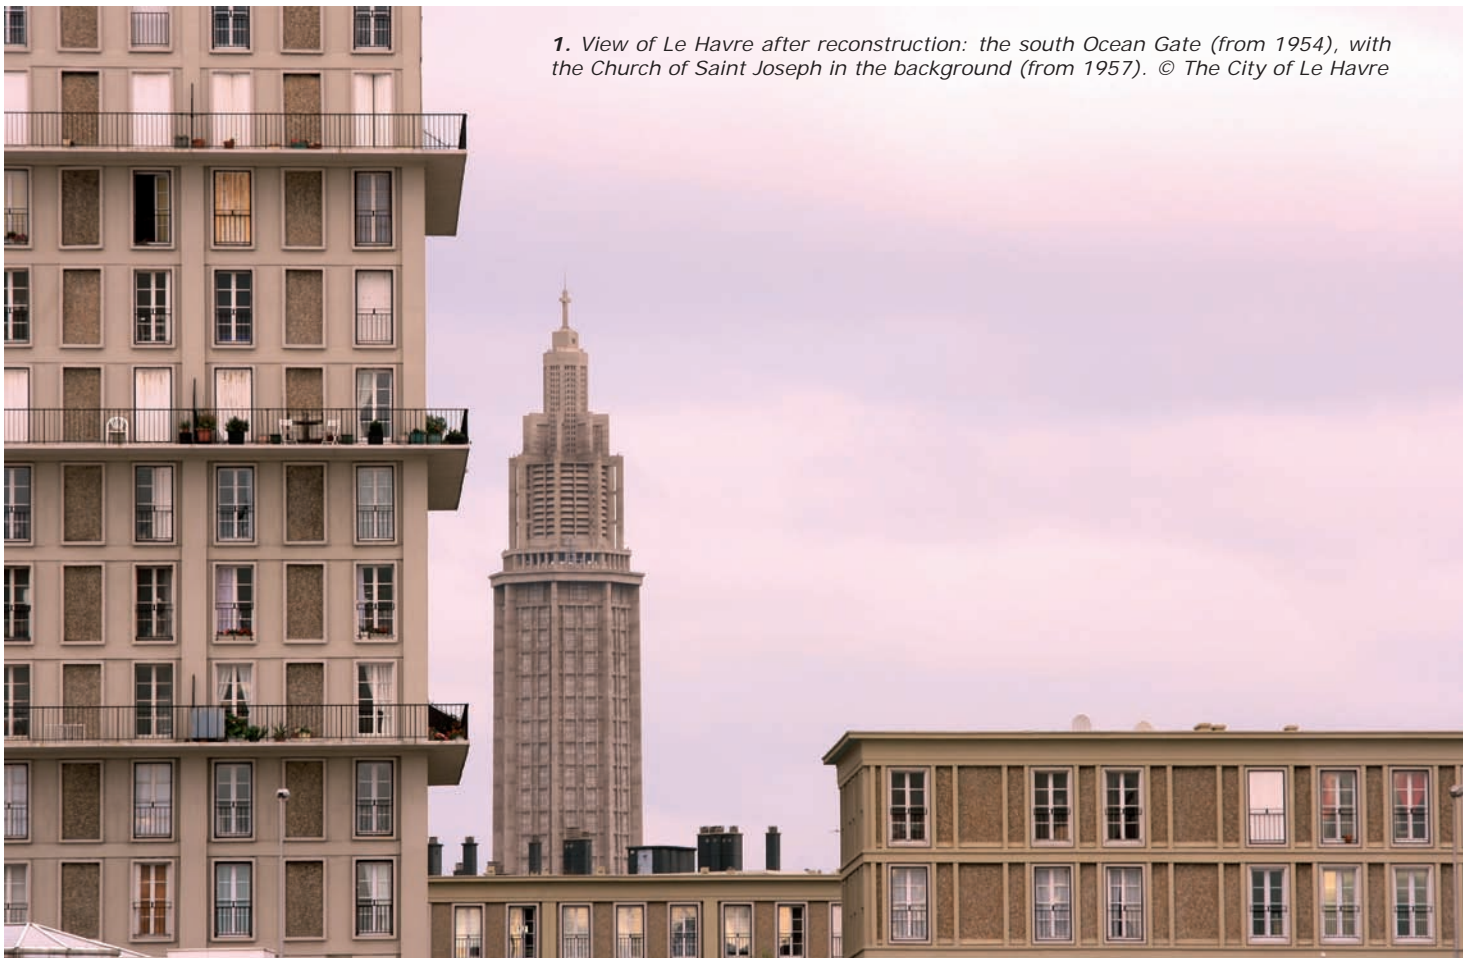 1. View of Le Havre after reconstruction: the south Ocean Gate (from 1954), with
the Church of Saint Joseph in the background (from 1957). © The City of Le Havre